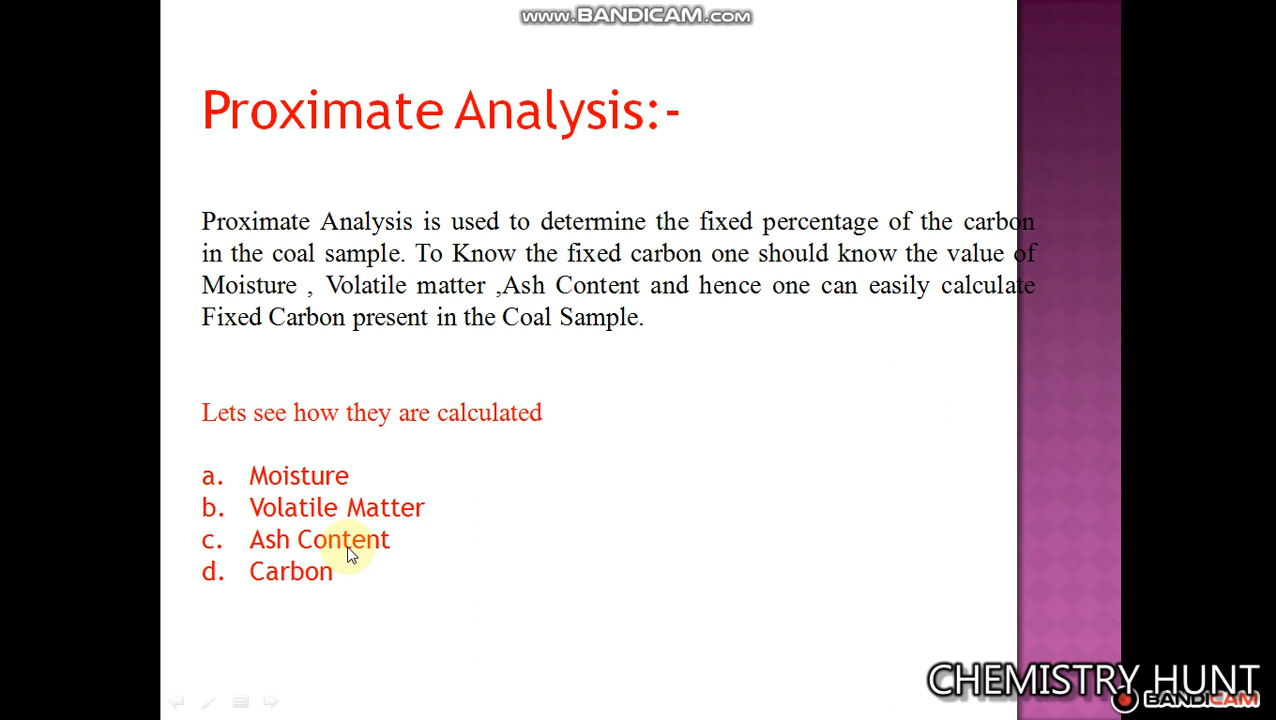 www.BANDICAM.com
Proximate Analysis:-
Proximate Analysis is used to determine the fixed percentage of the carbon
in the coal sample. To Know the fixed carbon one should know the value of
Moisture , Volatile matter ,Ash Content and hence one can easily calculate
Fixed Carbon present in the Coal Sample.
Lets see how they are calculated
a. Moisture
b. Volatile Matter
c. Ash Content
d. Carbon
CHEMISTRY HUNT
BANDICAM